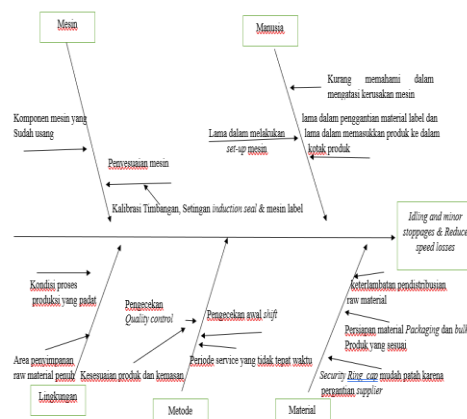 Mesin
Manusia
Kurang memahami dalam
mengatasi kerusakan mesin
Komponen mesin yang
Sudah usang
Lama dalam melakukan
set-up mesin
lama dalam penggantian material label dan
lama dalam memasukkan produk ke dalam
kotak produk
Penyesuaian mesin
Kalibrasi Timbangan, Setingan induction seal & mesin label
Idling and minor
stoppages & Reduce
speed losses
Kondisi proses
produksi yang padat
Pengecekan
Quality control
Pengecekan awal shift
keterlambatan pendistribusian
raw material
Persiapan material Packaging dan bulk
Produk yang sesuai
Area penyimpanan
raw material penuh
Kesesuaian produk dan kemasan
Periode service yang tidak tepat waktu
Security Ring cap mudah patah karena
pergantian supplier
Lingkungan
Metode
Material